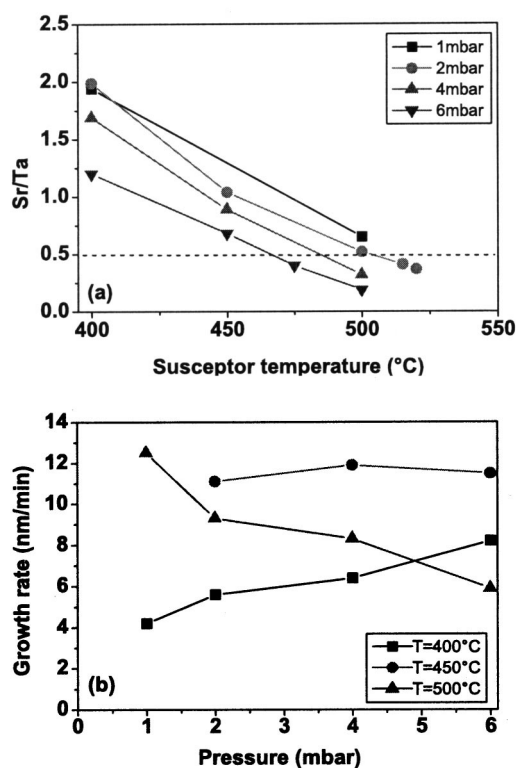 2.5
2.0
1.5
1.0
0.5
0.0
Sr/Ta
1mbar
2mbar
4mbar
6mbar
(a)
400 450 500 550
Susceptor temperature (°C)
14
12
10
8
6
4
2
0
Growth rate (nm/min)
(b)
T=400°C
T=450°C
T=500°C
1 2 3 4 5 6
Pressure (mbar)